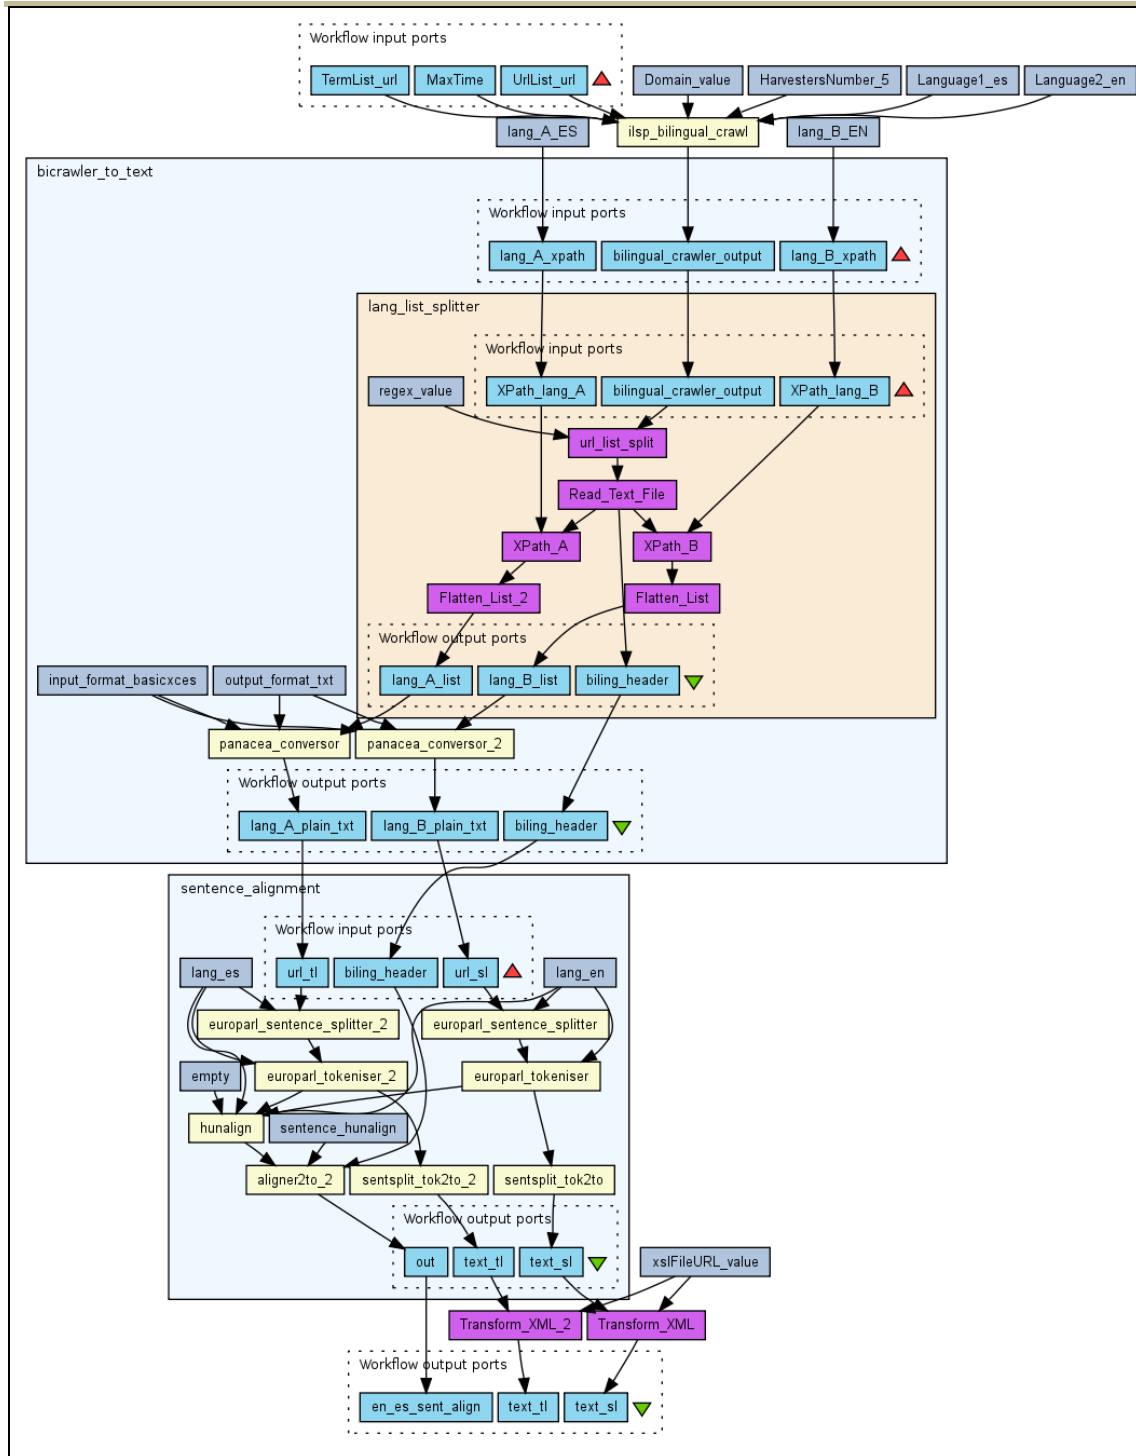 Workflow input ports
TermList_url MaxTime UrlList_url Domain_value HarvestersNumber_5 Language1_es Language2_en
lang_A_ES ilsp_bilingual_crawl lang_B_EN
bicrawler_to_text
Workflow input ports
lang_A_xpath bilingual_crawler_output lang_B_xpath
lang_list_splitter
Workflow input ports
regex_value XPath_lang_A bilingual_crawler_output XPath_lang_B
url_list_split
Read_Text_File
XPath_A XPath_B
Flatten_List_2 Flatten_List
Workflow output ports
input_format_basicxces output_format_txt lang_A_list lang_B_list biling_header
panacea_conversor panacea_conversor_2
Workflow output ports
lang_A_plain_txt lang_B_plain_txt biling_header
sentence_alignment
Workflow input ports
lang_es url_tl biling_header url_sl lang_en
europarl_sentence_splitter_2 europarl_sentence_splitter
empty europarl_tokeniser_2 europarl_tokeniser
hunalign sentence_hunalign
aligner2to_2 sentsplit_tok2to_2 sentsplit_tok2to
Workflow output ports
out text_tl text_sl xslFileURL_value
Transform_XML_2 Transform_XML
Workflow output ports
en_es_sent_align text_tl text_sl